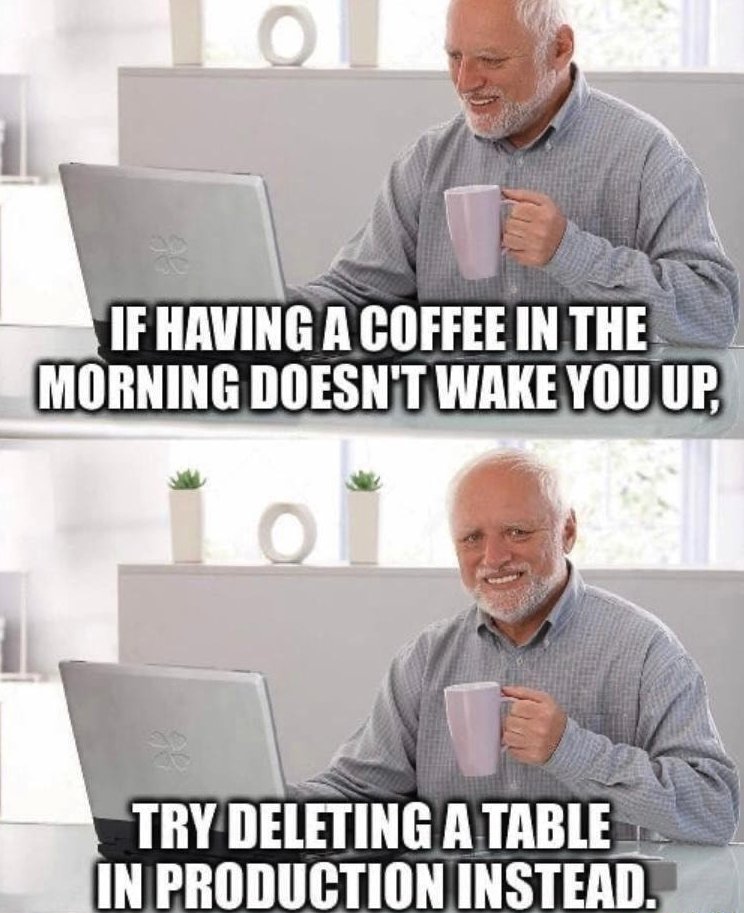 IF HAVING A COFFEE IN THE
MORNING DOESN'T WAKE YOU UP,
TRY DELETING A TABLE
IN PRODUCTION INSTEAD.